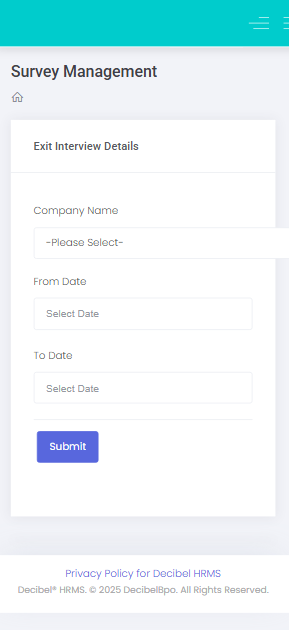 Survey Management
Exit Interview Details
Company Name
-Please Select-
From Date
Select Date
To Date
Select Date
Submit
Privacy Policy for Decibel HRMS
Decibel® HRMS. © 2025 DecibelBpo. All Rights Reserved.